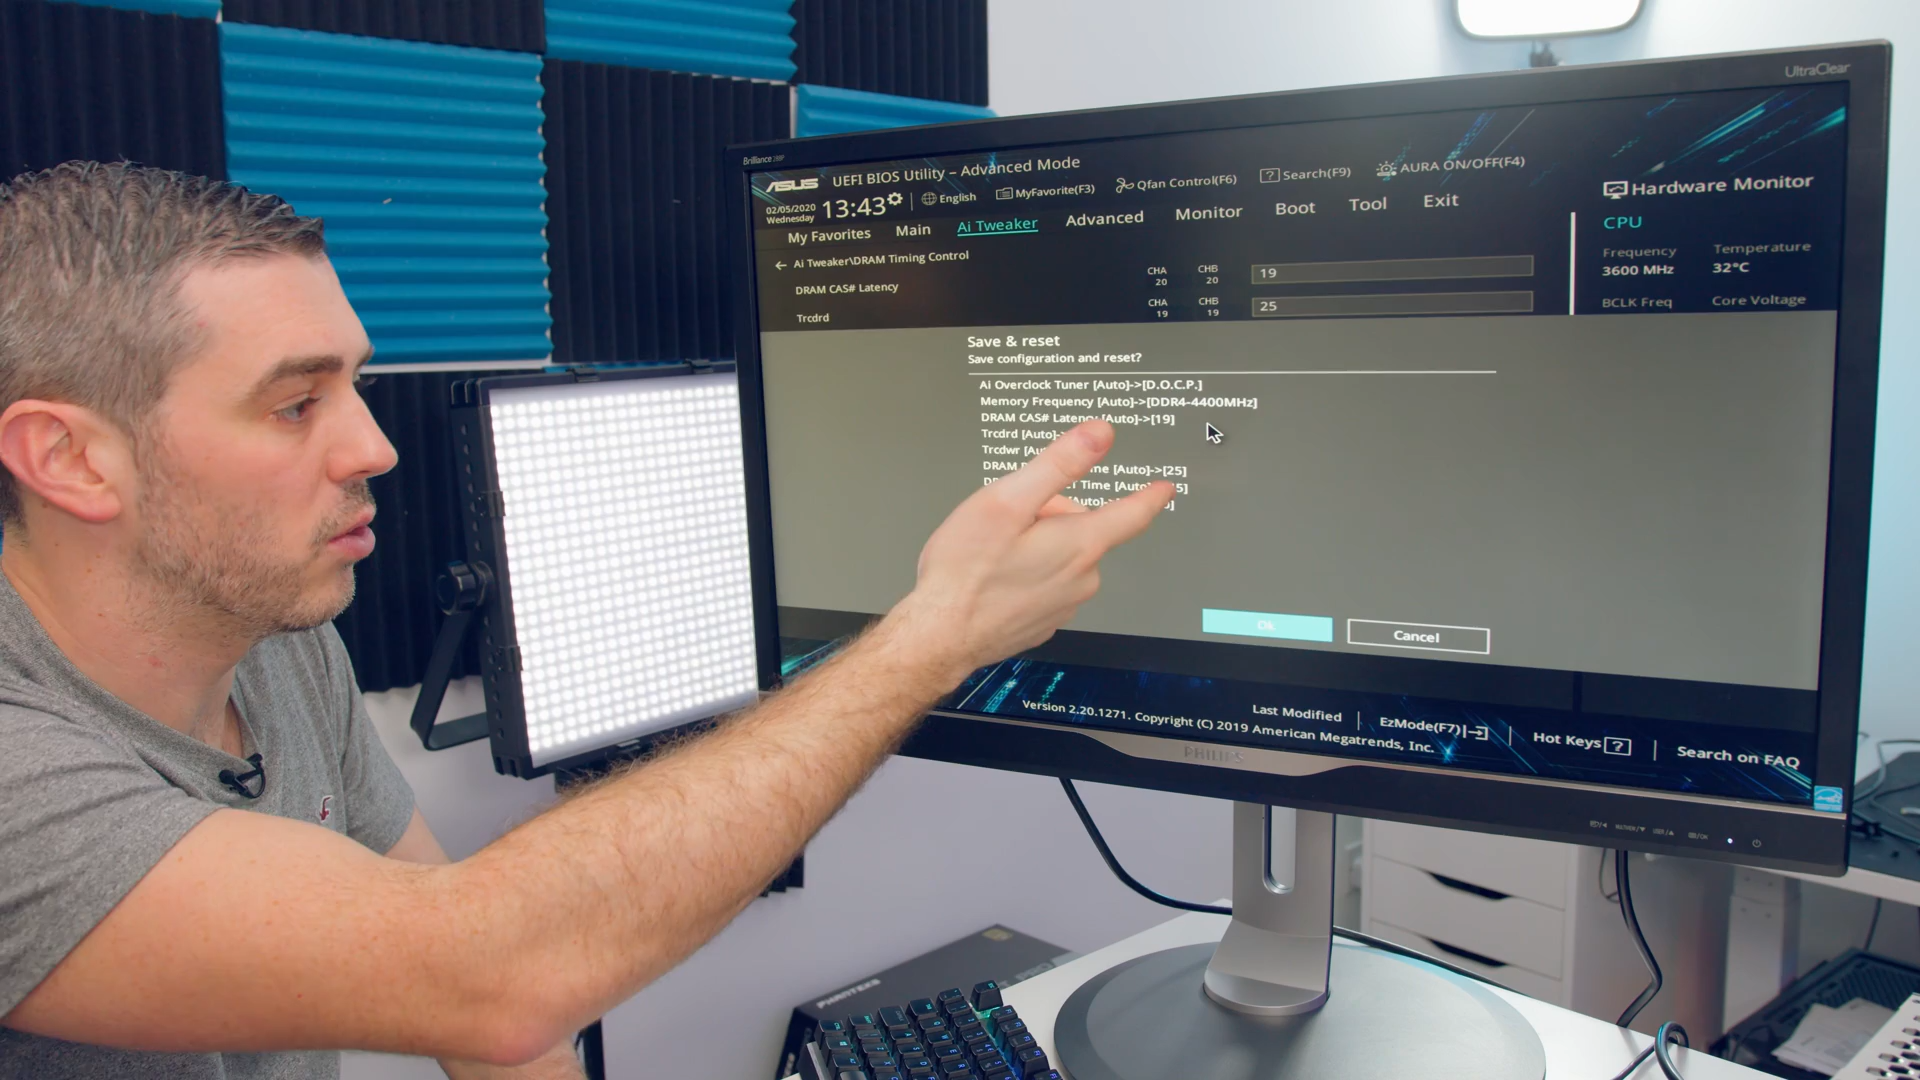 UltraClear
Brilliance
ASUS UEFI BIOS Utility – Advanced Mode
02/05/2020
Wednesday
13:43
English
MyFavorite(F3)
Qfan Control(F6)
Search(F9)
AURA ON/OFF(F4)
My Favorites
Main
Ai Tweaker
Advanced
Monitor
Boot
Tool
Exit
Hardware Monitor
← Ai Tweaker\DRAM Timing Control
DRAM CAS# Latency
CHA CHB
20 20
19
Trcdrd
CHA CHB
19 19
25
CPU
Frequency Temperature
3600 MHz 32°C
BCLK Freq Core Voltage
Save & reset
Save configuration and reset?
Ai Overclock Tuner [Auto]->[D.O.C.P.]
Memory Frequency [Auto]->[DDR4-4400MHz]
DRAM CAS# Latency [Auto]->[19]
Trcdrd [Auto]-
Trcdwr
DRAM [Auto]->[25]
Time
Ok
Cancel
Version 2.20.1271. Copyright (C) 2019 American Megatrends, Inc.
Last Modified
EzMode(F7)
Hot Keys ?
Search on FAQ
PHILIPS
PHANTEKS